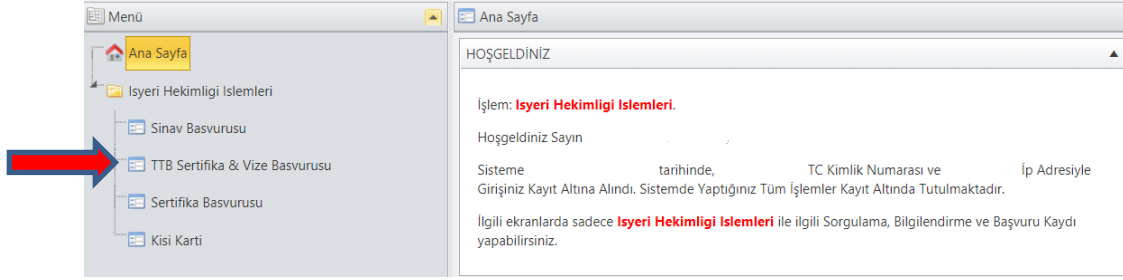 Menü
Ana Sayfa
Isyeri Hekimligi Islemleri
Sinav Basvurusu
TTB Sertifika & Vize Basvurusu
Sertifika Basvurusu
Kisi Karti
Ana Sayfa
HOŞGELDİNİZ
İşlem: Isyeri Hekimligi Islemleri.
Hoşgeldiniz Sayın
Sisteme tarihinde, TC Kimlik Numarası ve İp Adresiyle
Girişiniz Kayıt Altına Alındı. Sistemde Yaptığınız Tüm İşlemler Kayıt Altında Tutulmaktadır.
İlgili ekranlarda sadece Isyeri Hekimligi Islemleri ile ilgili Sorgulama, Bilgilendirme ve Başvuru Kaydı
yapabilirsiniz.